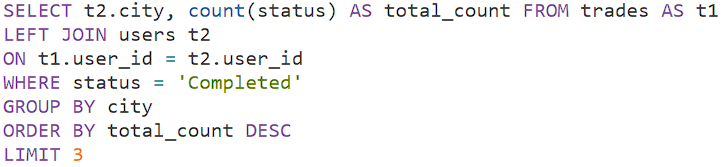 SELECT t2.city, count(status) AS total_count FROM trades AS t1
LEFT JOIN users t2
ON t1.user_id = t2.user_id
WHERE status = 'Completed'
GROUP BY city
ORDER BY total_count DESC
LIMIT 3